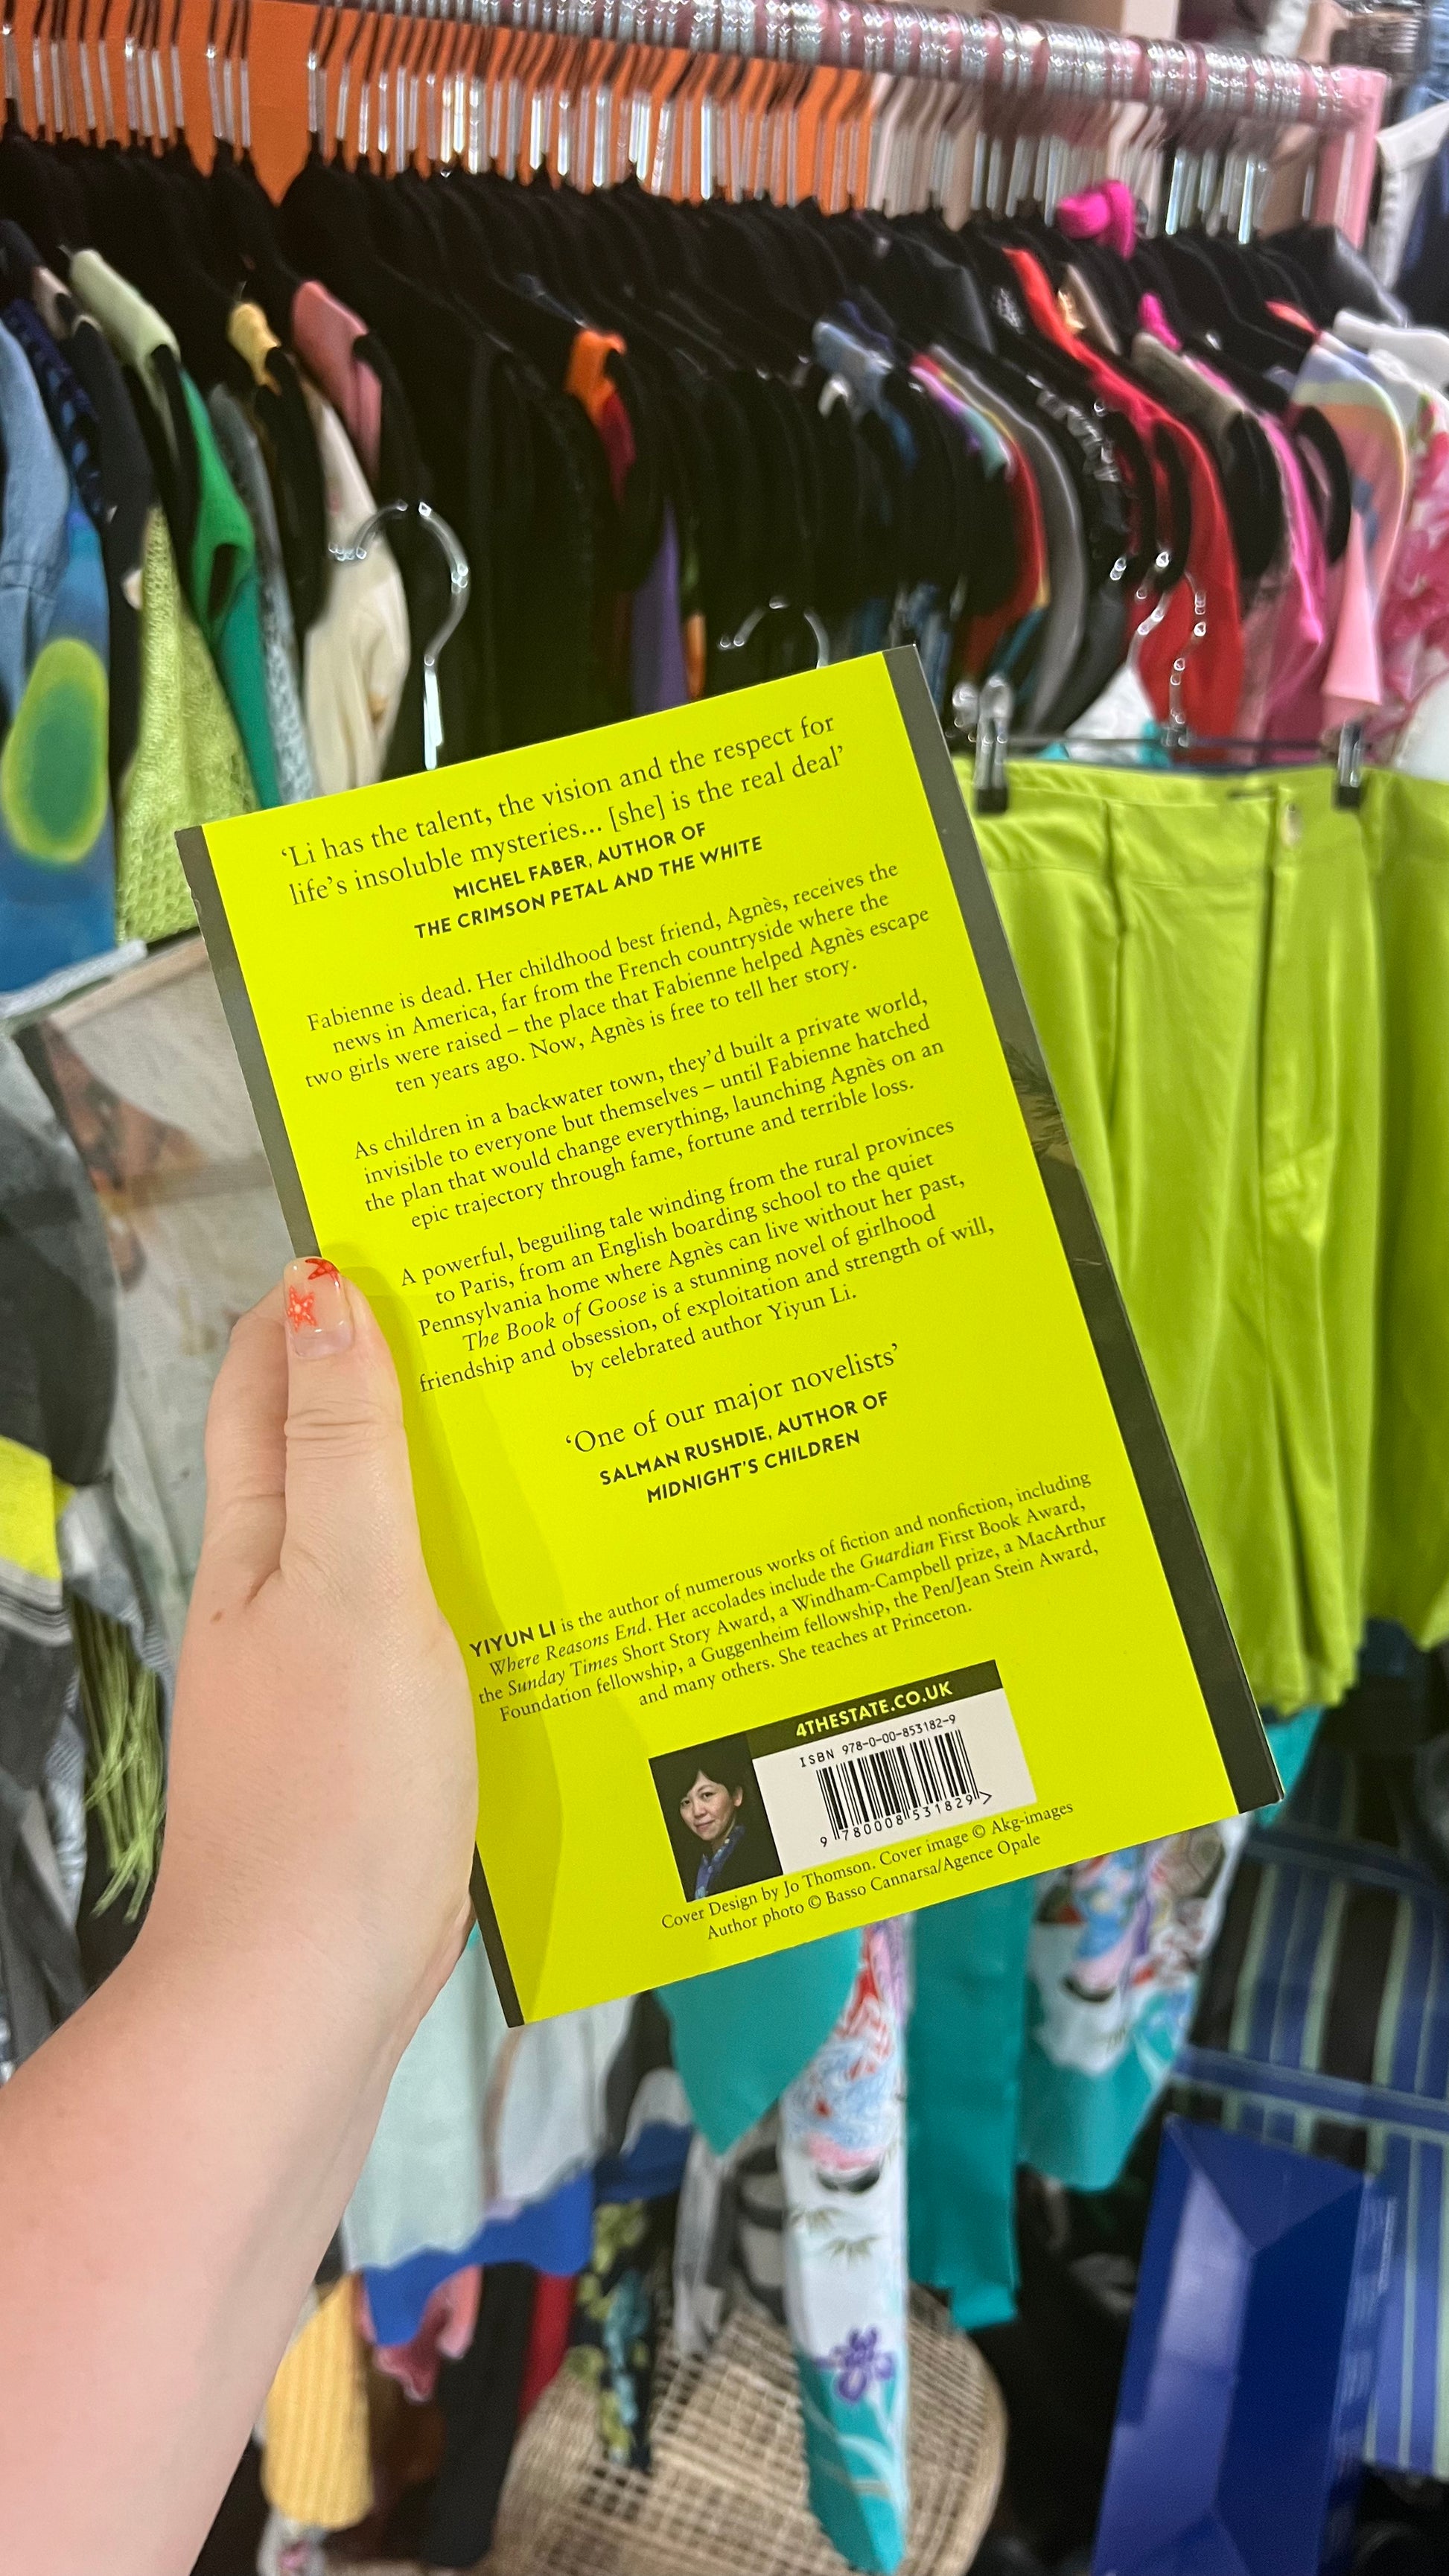 ‘Li has the talent, the vision and the respect for
life’s insoluble mysteries... [she] is the real deal’
MICHEL FABER, AUTHOR OF
THE CRIMSON PETAL AND THE WHITE
Fabienne is dead. Her childhood best friend, Agnès, receives the
news in America, far from the French countryside where the
two girls were raised – the place that Fabienne helped Agnès escape
ten years ago. Now, Agnès is free to tell her story.
As children in a backwater town, they’d built a private world,
invisible to everyone but themselves – until Fabienne hatched
the plan that would change everything, launching Agnès on an
epic trajectory through fame, fortune and terrible loss.
A powerful, beguiling tale winding from the rural provinces
to Paris, from an English boarding school to the quiet
Pennsylvania home where Agnès can live without her past,
The Book of Goose is a stunning novel of girlhood
friendship and obsession, of exploitation and strength of will,
by celebrated author Yiyun Li.
‘One of our major novelists’
SALMAN RUSHDIE, AUTHOR OF
MIDNIGHT’S CHILDREN
YIYUN LI is the author of numerous works of fiction and nonfiction, including
Where Reasons End. Her accolades include the Guardian First Book Award,
the Sunday Times Short Story Award, a Windham-Campbell prize, a MacArthur
Foundation fellowship, a Guggenheim fellowship, the Pen/Jean Stein Award,
and many others. She teaches at Princeton.
4THESTATE.CO.UK
ISBN 978-0-00-853182-9
9 780008 531829 >
Cover Design by Jo Thomson. Cover image © Akg-images
Author photo © Basso Cannarsa/Agence Opale